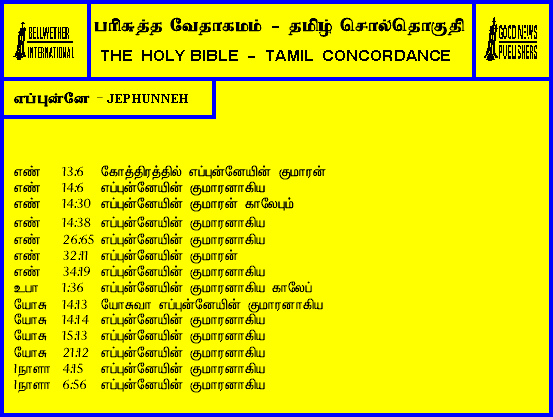 BELLWETHER
INTERNATIONAL
பரிசுத்த வேதாகமம் - தமிழ் சொல்தொகுதி
THE HOLY BIBLE - TAMIL CONCORDANCE
GOOD NEWS
PUBLISHERS
எப்புன்னே - JEPHUNNEH
எண் 13:6 கோத்திரத்தில் எப்புன்னேயின் குமாரன்
எண் 14:6 எப்புன்னேயின் குமாரனாகிய
எண் 14:30 எப்புன்னேயின் குமாரன் காலேபும்
எண் 14:38 எப்புன்னேயின் குமாரனாகிய
எண் 26:65 எப்புன்னேயின் குமாரனாகிய
எண் 32:11 எப்புன்னேயின் குமாரன்
எண் 34:19 எப்புன்னேயின் குமாரனாகிய
உபா 1:36 எப்புன்னேயின் குமாரனாகிய காலேப்
யோசு 14:13 யோசுவா எப்புன்னேயின் குமாரனாகிய
யோசு 14:14 எப்புன்னேயின் குமாரனாகிய
யோசு 15:13 எப்புன்னேயின் குமாரனாகிய
யோசு 21:12 எப்புன்னேயின் குமாரனாகிய
1நாளா 4:15 எப்புன்னேயின் குமாரனாகிய
1நாளா 6:56 எப்புன்னேயின் குமாரனாகிய